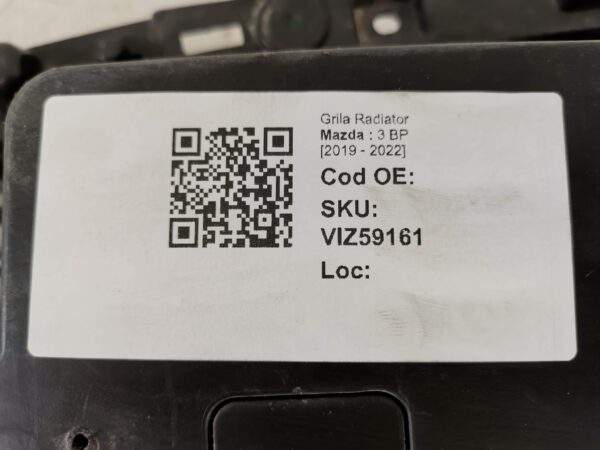 Grila Radiator
Mazda : 3 BP
[2019 - 2022]
Cod OE:
SKU:
VIZ59161
Loc: